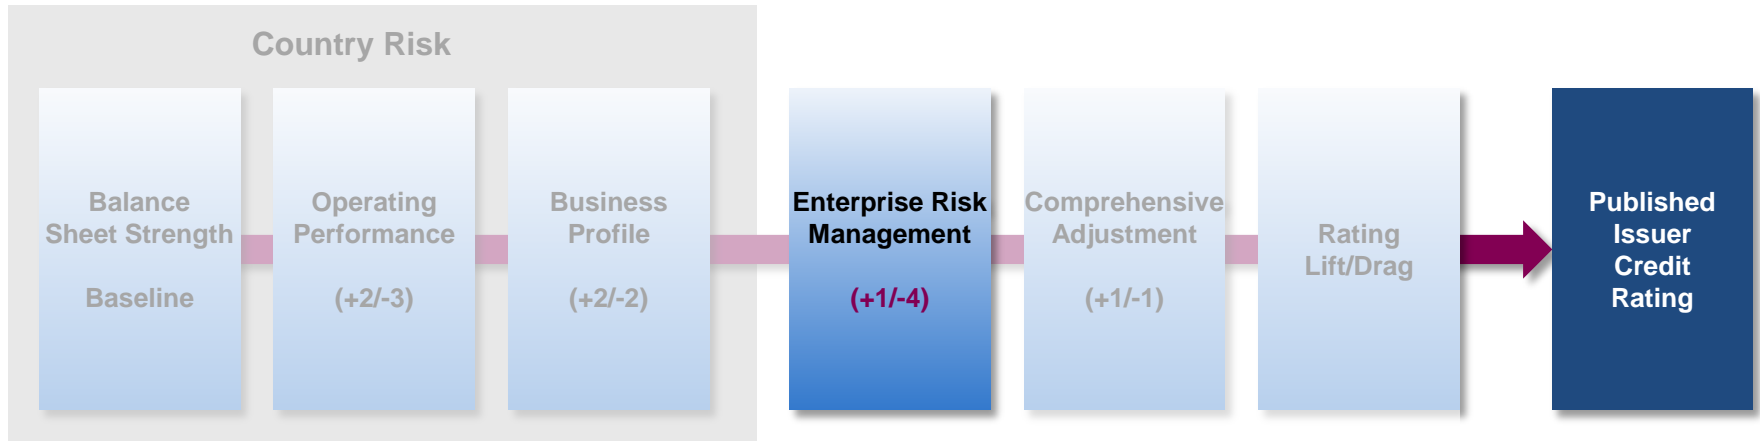 Country Risk
Balance
Sheet Strength
Baseline
Operating
Performance
(+2/-3)
Business
Profile
(+2/-2)
Enterprise Risk
Management
(+1/-4)
Comprehensive
Adjustment
(+1/-1)
Rating
Lift/Drag
Published
Issuer
Credit
Rating